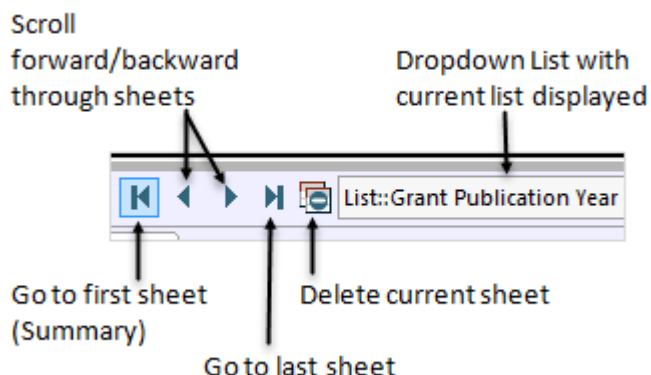 Scroll
forward/backward
through sheets
Dropdown List with
current list displayed
List::Grant Publication Year
Go to first sheet
(Summary)
Delete current sheet
Go to last sheet